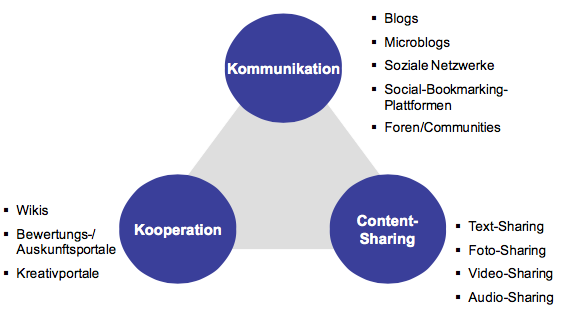 Kommunikation
▪ Blogs
▪ Microblogs
▪ Soziale Netzwerke
▪ Social-Bookmarking-
Plattformen
▪ Foren/Communities
Kooperation
▪ Wikis
▪ Bewertungs-/
Auskunftsportale
▪ Kreativportale
Content-
Sharing
▪ Text-Sharing
▪ Foto-Sharing
▪ Video-Sharing
▪ Audio-Sharing